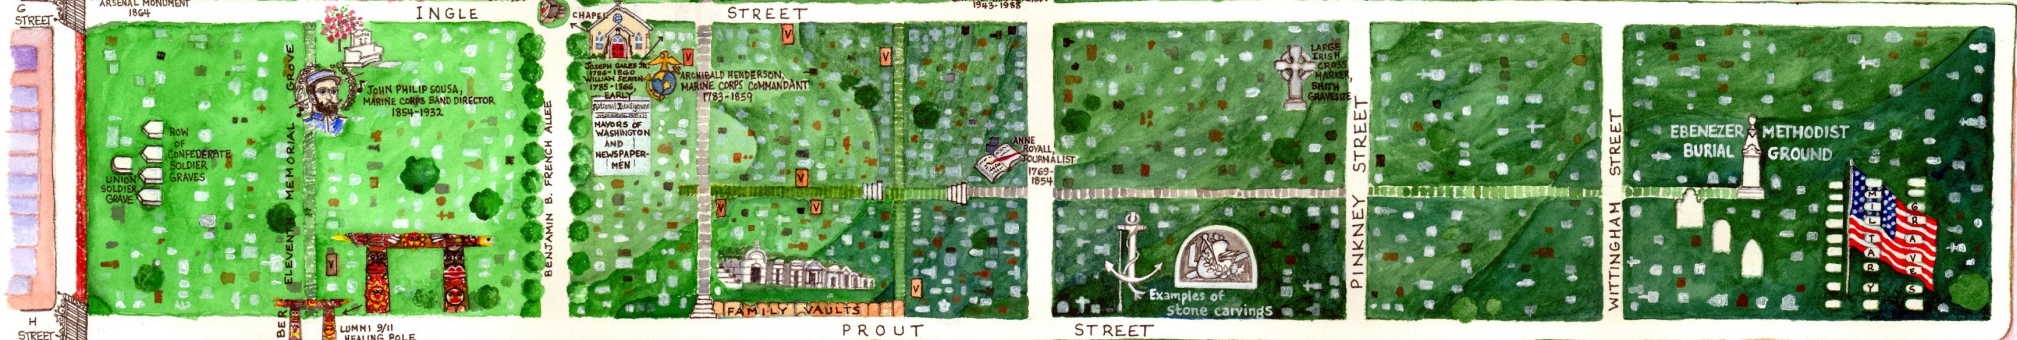 G
STREET
ARSENAL MONUMENT
1864
INGLE
STREET
1943-1988
CHAPEL
JOSEPH GALES JR.
1786-1860
WILLIAM SEATON
1785-1866,
EARLY
National Intelligencer
MAYORS OF
WASHINGTON
AND
NEWSPAPER-
MEN
V
V
V
ARCHIBALD HENDERSON,
MARINE CORPS COMMANDANT
1783-1859
JOHN PHILIP SOUSA,
MARINE CORPS BAND DIRECTOR
1854-1932
ELEVENTH MEMORIAL GROVE
BENJAMIN B. FRENCH ALLEE
ROW
OF
CONFEDERATE
SOLDIER
GRAVES
UNION
SOLDIER
GRAVE
LARGE
IRISH
CROSS
MARKER,
SMITH
GRAVESITE
ANNE
ROYALL,
JOURNALIST
1769-
1854
V
V
V
V
V
PINKNEY STREET
WITTINGHAM STREET
EBENEZER METHODIST
BURIAL GROUND
MILITARY
GRAVES
Examples of
stone carvings
FAMILY VAULTS
H
STREET
BER
LUMMI 9/11
HEALING POLE
PROUT
STREET